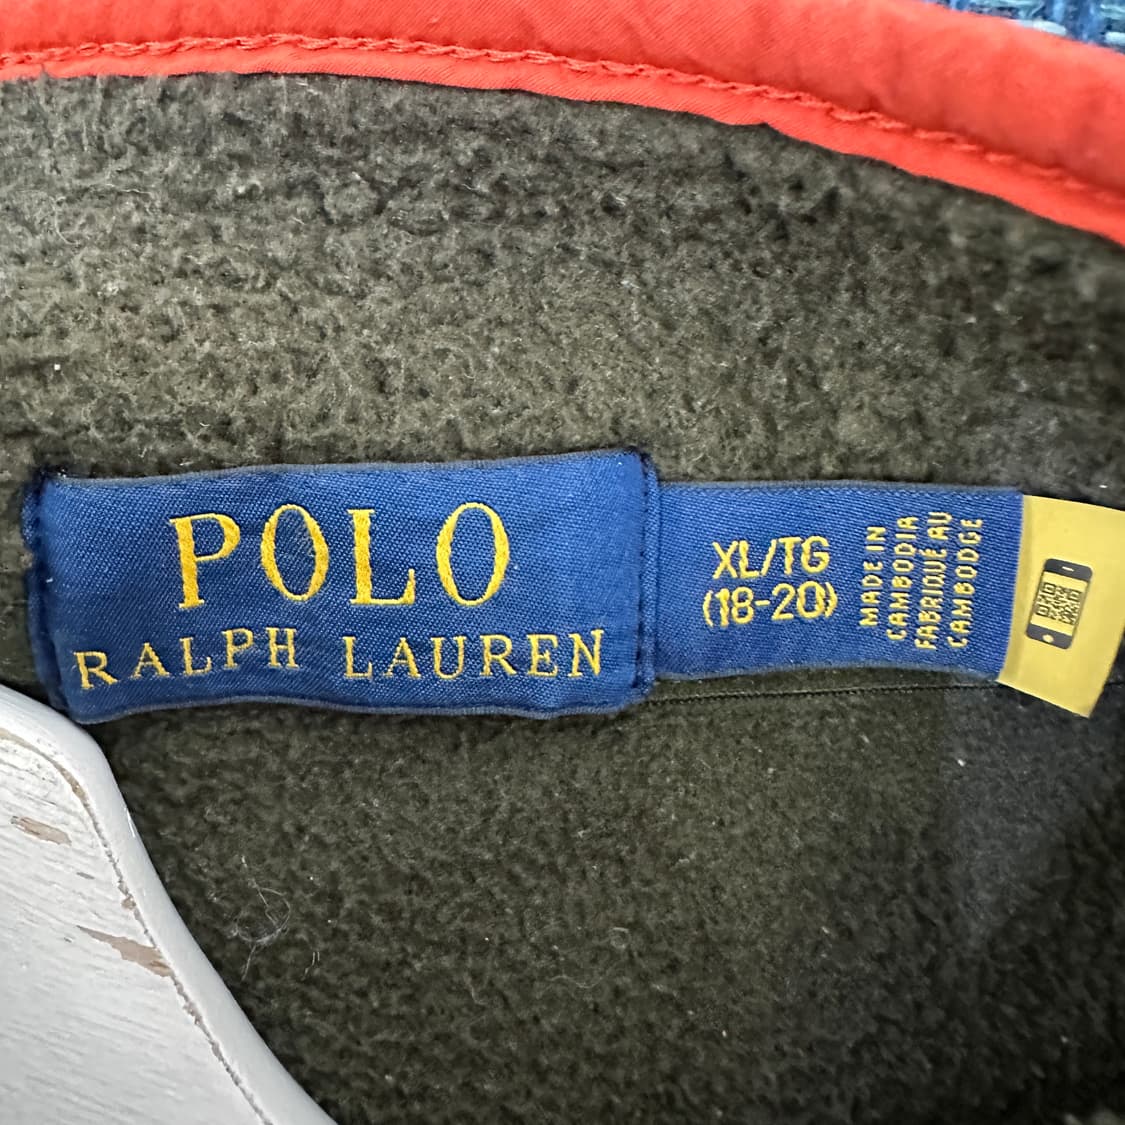 POLO
RALPH LAUREN
XL/TG
(18-20)
MADE IN
CAMBODIA
FABRIQUÉ AU
CAMBODGE